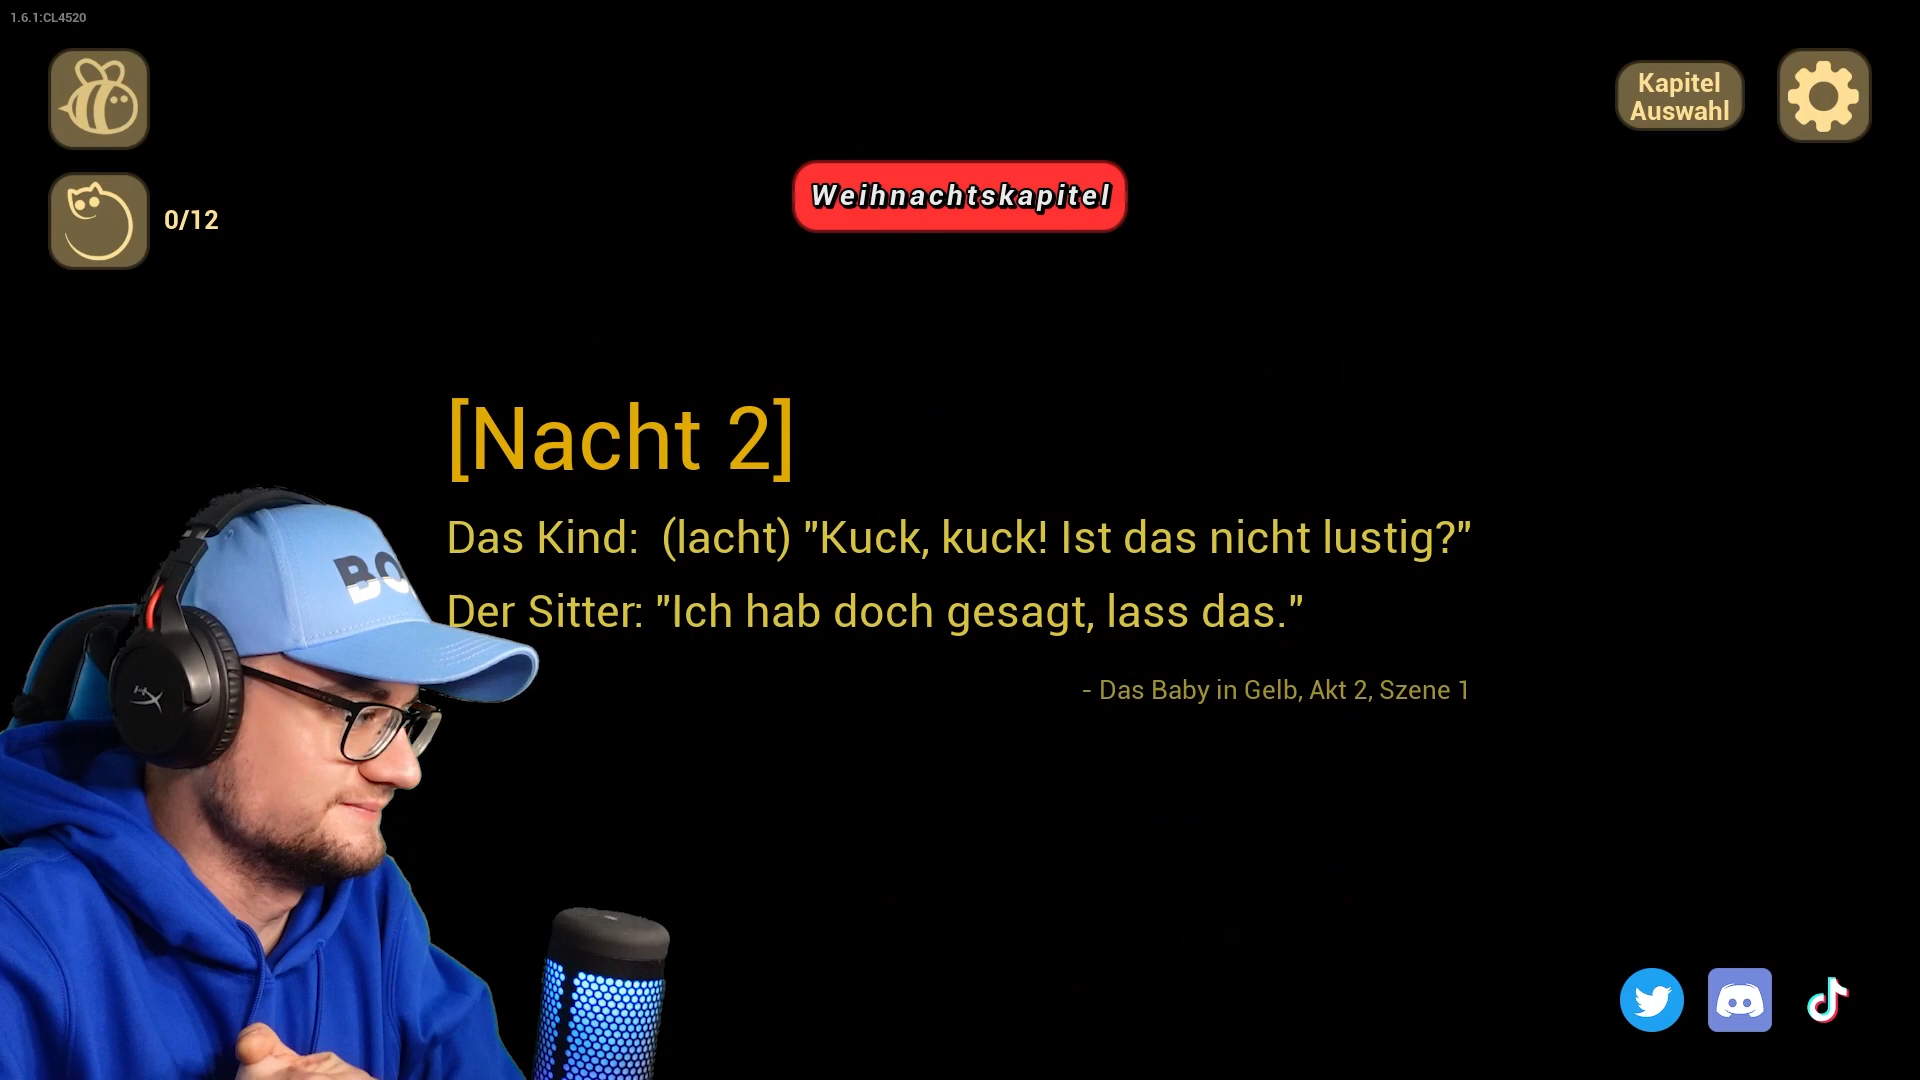 1.6.1:CL4520
Kapitel
Auswahl
Weihnachtskapitel
0/12
[Nacht 2]
Das Kind:  (lacht) "Kuck, kuck! Ist das nicht lustig?"
Der Sitter: "Ich hab doch gesagt, lass das."
- Das Baby in Gelb, Akt 2, Szene 1